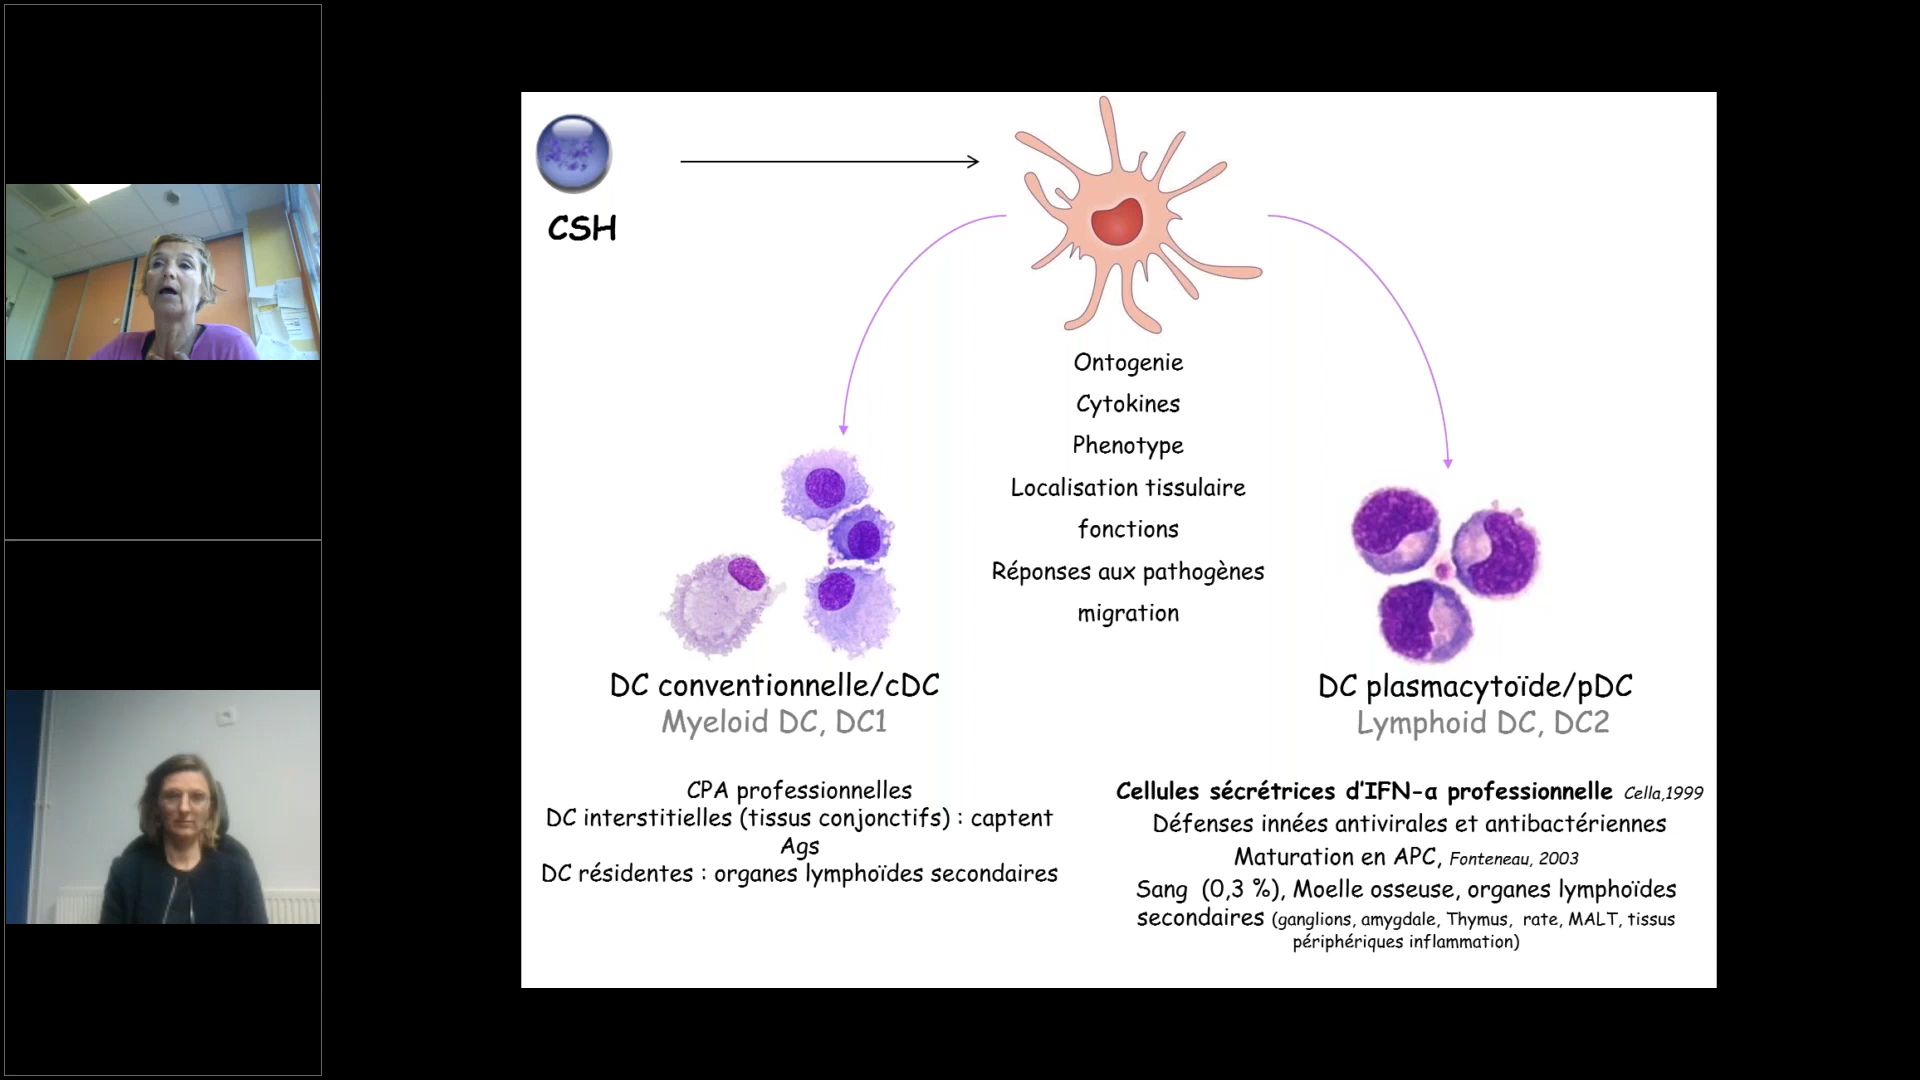 CSH
Ontogenie
Cytokines
Phenotype
Localisation tissulaire
fonctions
Réponses aux pathogènes
migration
DC conventionnelle/cDC
Myeloid DC, DC1
CPA professionnelles
DC interstitielles (tissus conjonctifs) : captent
Ags
DC résidentes : organes lymphoïdes secondaires
DC plasmacytoïde/pDC
Lymphoid DC, DC2
Cellules sécrétrices d'IFN-α professionnelle Cella,1999
Défenses innées antivirales et antibactériennes
Maturation en APC, Fonteneau, 2003
Sang (0,3 %), Moelle osseuse, organes lymphoïdes
secondaires (ganglions, amygdale, Thymus, rate, MALT, tissus
périphériques inflammation)